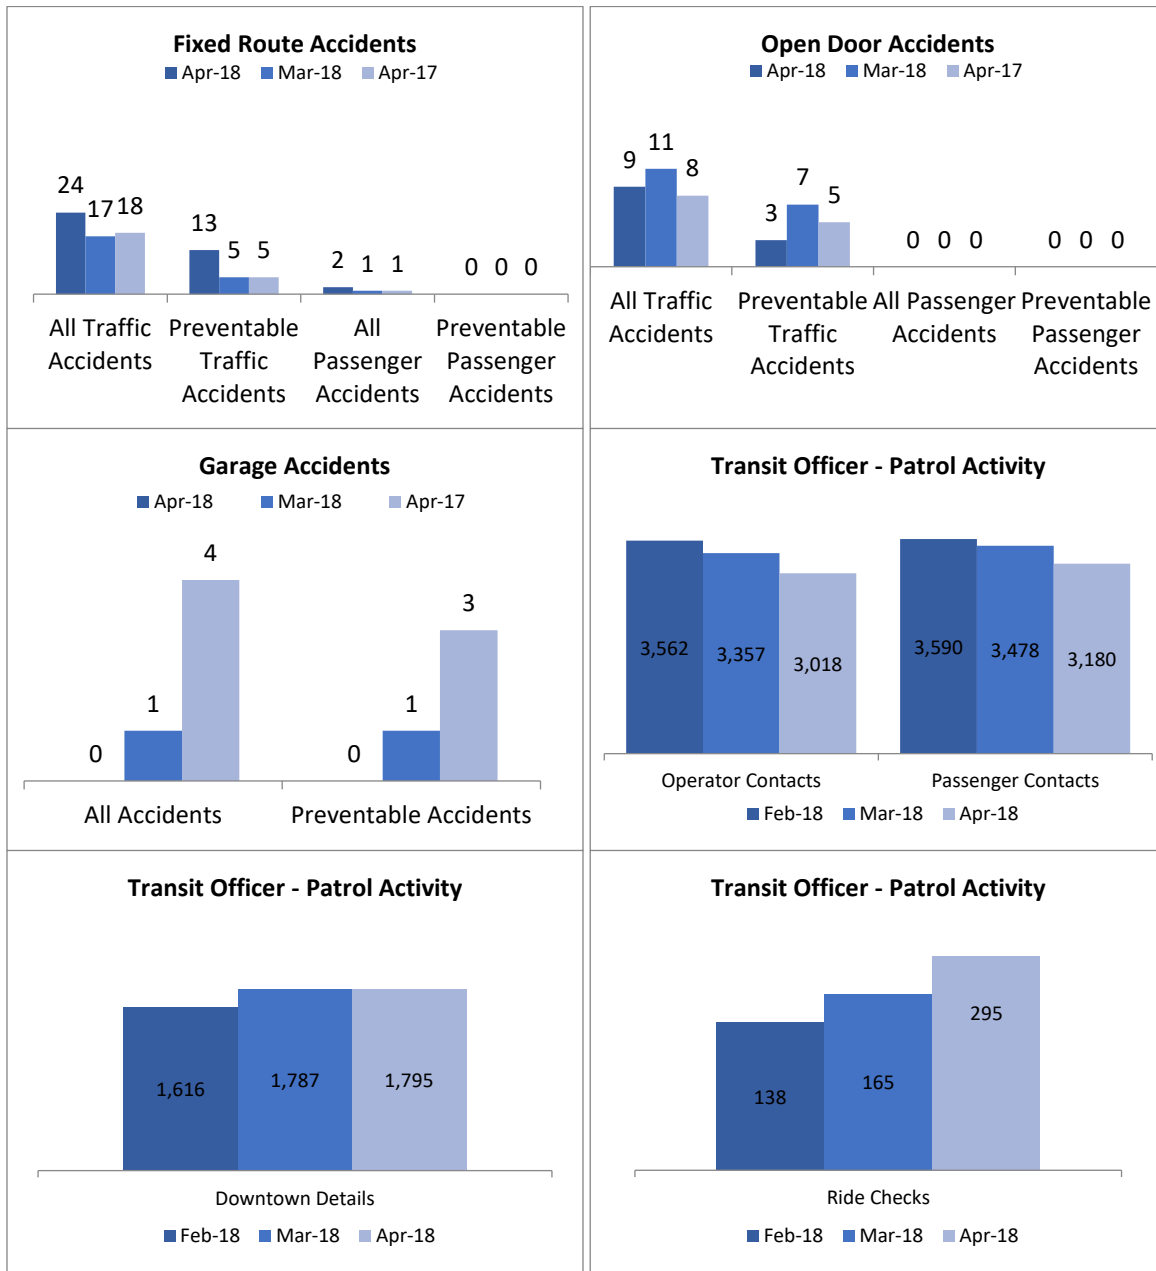 Fixed Route Accidents
Apr-18 Mar-18 Apr-17
24 17 18 13 5 5 2 1 1 0 0 0
All Traffic Accidents
Preventable Traffic Accidents
All Passenger Accidents
Preventable Passenger Accidents
Open Door Accidents
Apr-18 Mar-18 Apr-17
9 11 8 3 7 5 0 0 0 0 0 0
All Traffic Accidents
Preventable Traffic Accidents
All Passenger Accidents
Preventable Passenger Accidents
Garage Accidents
Apr-18 Mar-18 Apr-17
0 1 4 0 1 3
All Accidents Preventable Accidents
Transit Officer - Patrol Activity
3,562 3,357 3,018 3,590 3,478 3,180
Operator Contacts Passenger Contacts
Feb-18 Mar-18 Apr-18
Transit Officer - Patrol Activity
1,616 1,787 1,795
Downtown Details
Feb-18 Mar-18 Apr-18
Transit Officer - Patrol Activity
138 165 295
Ride Checks
Feb-18 Mar-18 Apr-18